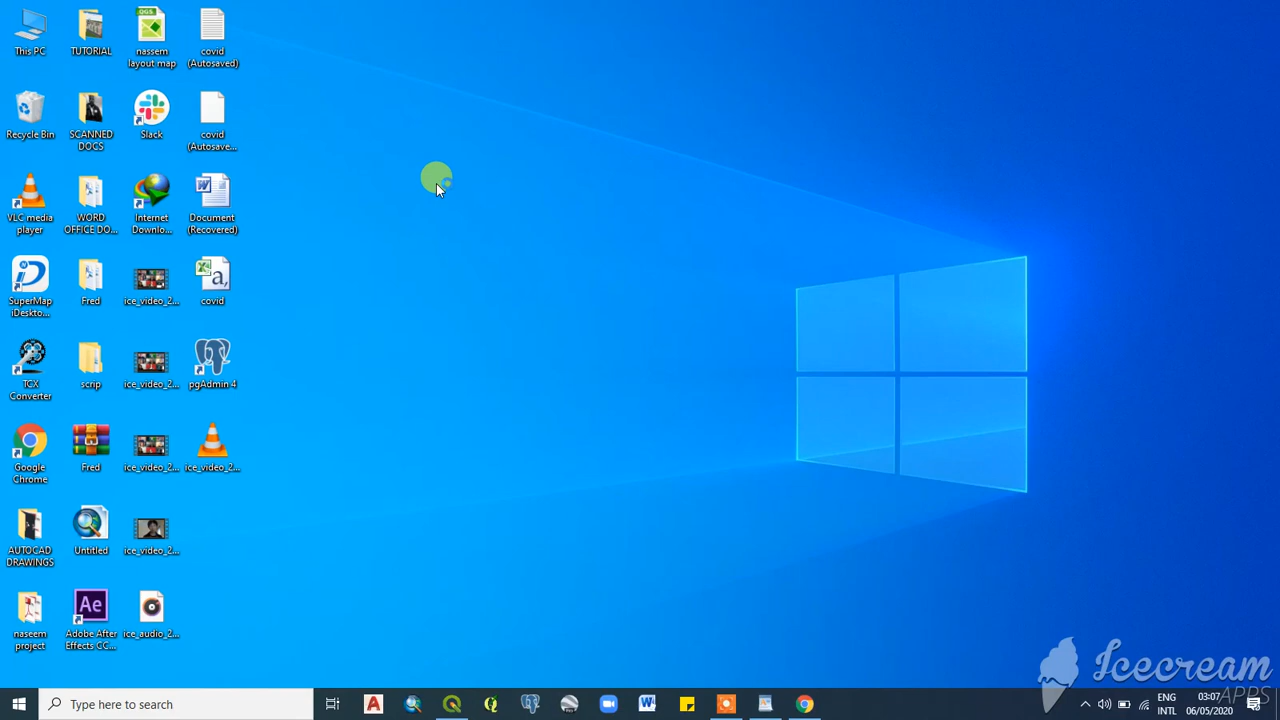 This PC
TUTORIAL
QGS
nassem
layout map
covid
(Autosaved)
Recycle Bin
SCANNED
DOCS
Slack
covid
(Autosave...
VLC media
player
WORD
OFFICE DO...
Internet
Downlo...
Document
(Recovered)
SuperMap
iDeskto...
Fred
ice_video_2...
covid
TCX
Converter
scrip
ice_video_2...
pgAdmin 4
Google
Chrome
Fred
ice_video_2...
ice_video_2...
AUTOCAD
DRAWINGS
Untitled
ice_video_2...
naseem
project
Ae
Adobe After
Effects CC...
ice_audio_2...
Icecream
APPS
Type here to search
ENG
INTL
03:07
06/05/2020